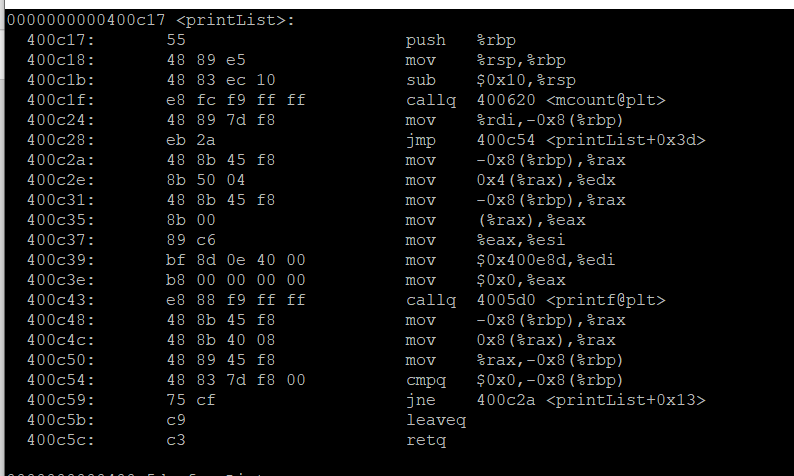 0000000000400c17 <printList>:
400c17: 55 push %rbp
400c18: 48 89 e5 mov %rsp,%rbp
400c1b: 48 83 ec 10 sub $0x10,%rsp
400c1f: e8 fc f9 ff ff callq 400620 <mcount@plt>
400c24: 48 89 7d f8 mov %rdi,-0x8(%rbp)
400c28: eb 2a jmp 400c54 <printList+0x3d>
400c2a: 48 8b 45 f8 mov -0x8(%rbp),%rax
400c2e: 8b 50 04 mov 0x4(%rax),%edx
400c31: 48 8b 45 f8 mov -0x8(%rbp),%rax
400c35: 8b 00 mov (%rax),%eax
400c37: 89 c6 mov %eax,%esi
400c39: bf 8d 0e 40 00 mov $0x400e8d,%edi
400c3e: b8 00 00 00 00 mov $0x0,%eax
400c43: e8 88 f9 ff ff callq 4005d0 <printf@plt>
400c48: 48 8b 45 f8 mov -0x8(%rbp),%rax
400c4c: 48 8b 40 08 mov 0x8(%rax),%rax
400c50: 48 89 45 f8 mov %rax,-0x8(%rbp)
400c54: 48 83 7d f8 00 cmpq $0x0,-0x8(%rbp)
400c59: 75 cf jne 400c2a <printList+0x13>
400c5b: c9 leaveq
400c5c: c3 retq